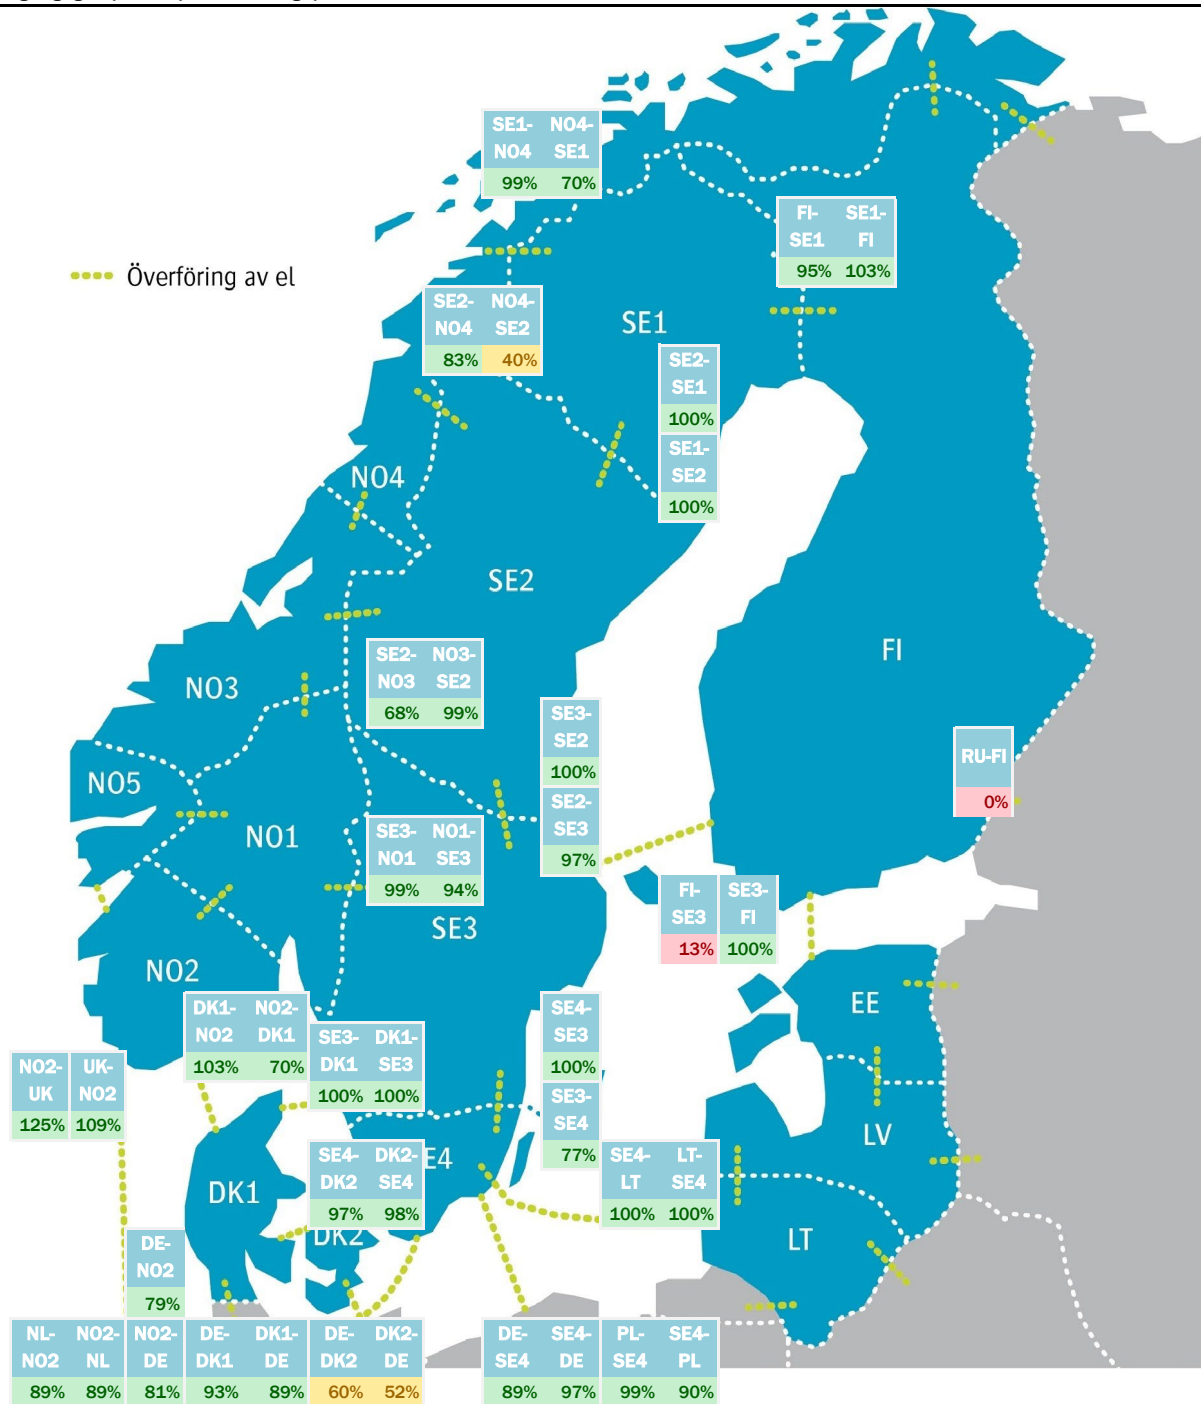 SE1- NO4-
NO4 SE1
99% 70%
FI- SE1-
SE1 FI
95% 103%
Överföring av el
SE2- NO4-
NO4 SE2
83% 40%
SE1
SE2-
SE1
100%
SE1-
SE2
100%
NO4
SE2
FI
SE2- NO3-
NO3 SE2
68% 99%
NO3
SE3-
SE2
100%
SE2-
SE3
97%
RU-FI
0%
NO5
NO1
SE3- NO1-
NO1 SE3
99% 94%
SE3
FI- SE3-
SE3 FI
13% 100%
NO2
EE
DK1- NO2-
NO2 DK1
103% 70%
SE3- DK1-
DK1 SE3
100% 100%
SE4-
SE3
100%
SE3-
SE4
77%
NO2- UK-
UK NO2
125% 109%
LV
SE4- DK2-
DK2 SE4
97% 98%
E4
SE4- LT-
LT SE4
100% 100%
DK1
DK2
LT
DE-
NO2
79%
NL- NO2- NO2- DE- DK1- DE- DK2-
NO2 NL DE DK1 DE DK2 DE
89% 89% 81% 93% 89% 60% 52%
DE- SE4- PL- SE4-
SE4 DE SE4 PL
89% 97% 99% 90%